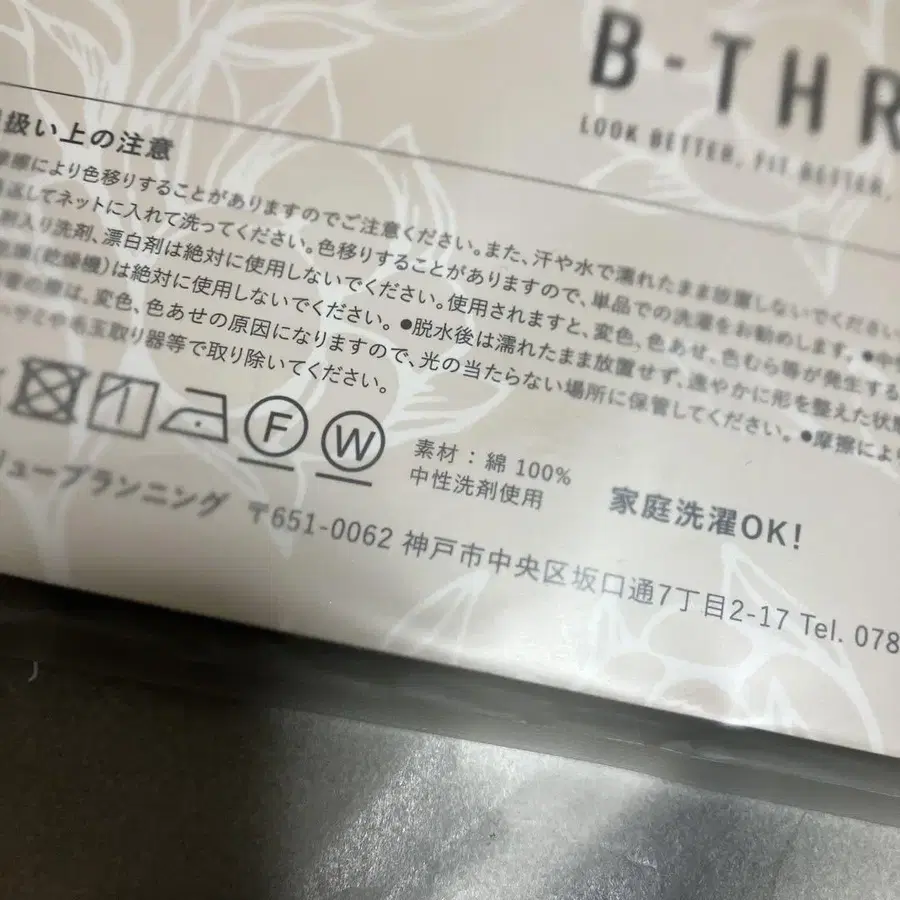 B-THR
LOOK BETTER, FIT BETTER,
扱い上の注意
摩擦により色移りすることがありますのでご注意ください。また、汗や水で濡れたまま放置しないでください
返してネットに入れて洗ってください。色移りすることがありますので、単品での洗濯をお勧めします。●中
剤入り洗剤、漂白剤は絶対に使用しないでください。使用されますと、変色、色あせ、色むら等が発生する
乾燥(乾燥機)は絶対に使用しないでください。●脱水後は濡れたまま放置せず、速やかに形を整えた状態
の際は、変色、色あせの原因になりますので、光の当たらない場所に保管してください。●摩擦によ
ハサミや毛玉取り器等で取り除いてください。
F W
素材：綿 100%
中性洗剤使用
家庭洗濯OK!
リュープランニング 〒651-0062 神戸市中央区坂口通7丁目2-17 Tel. 078